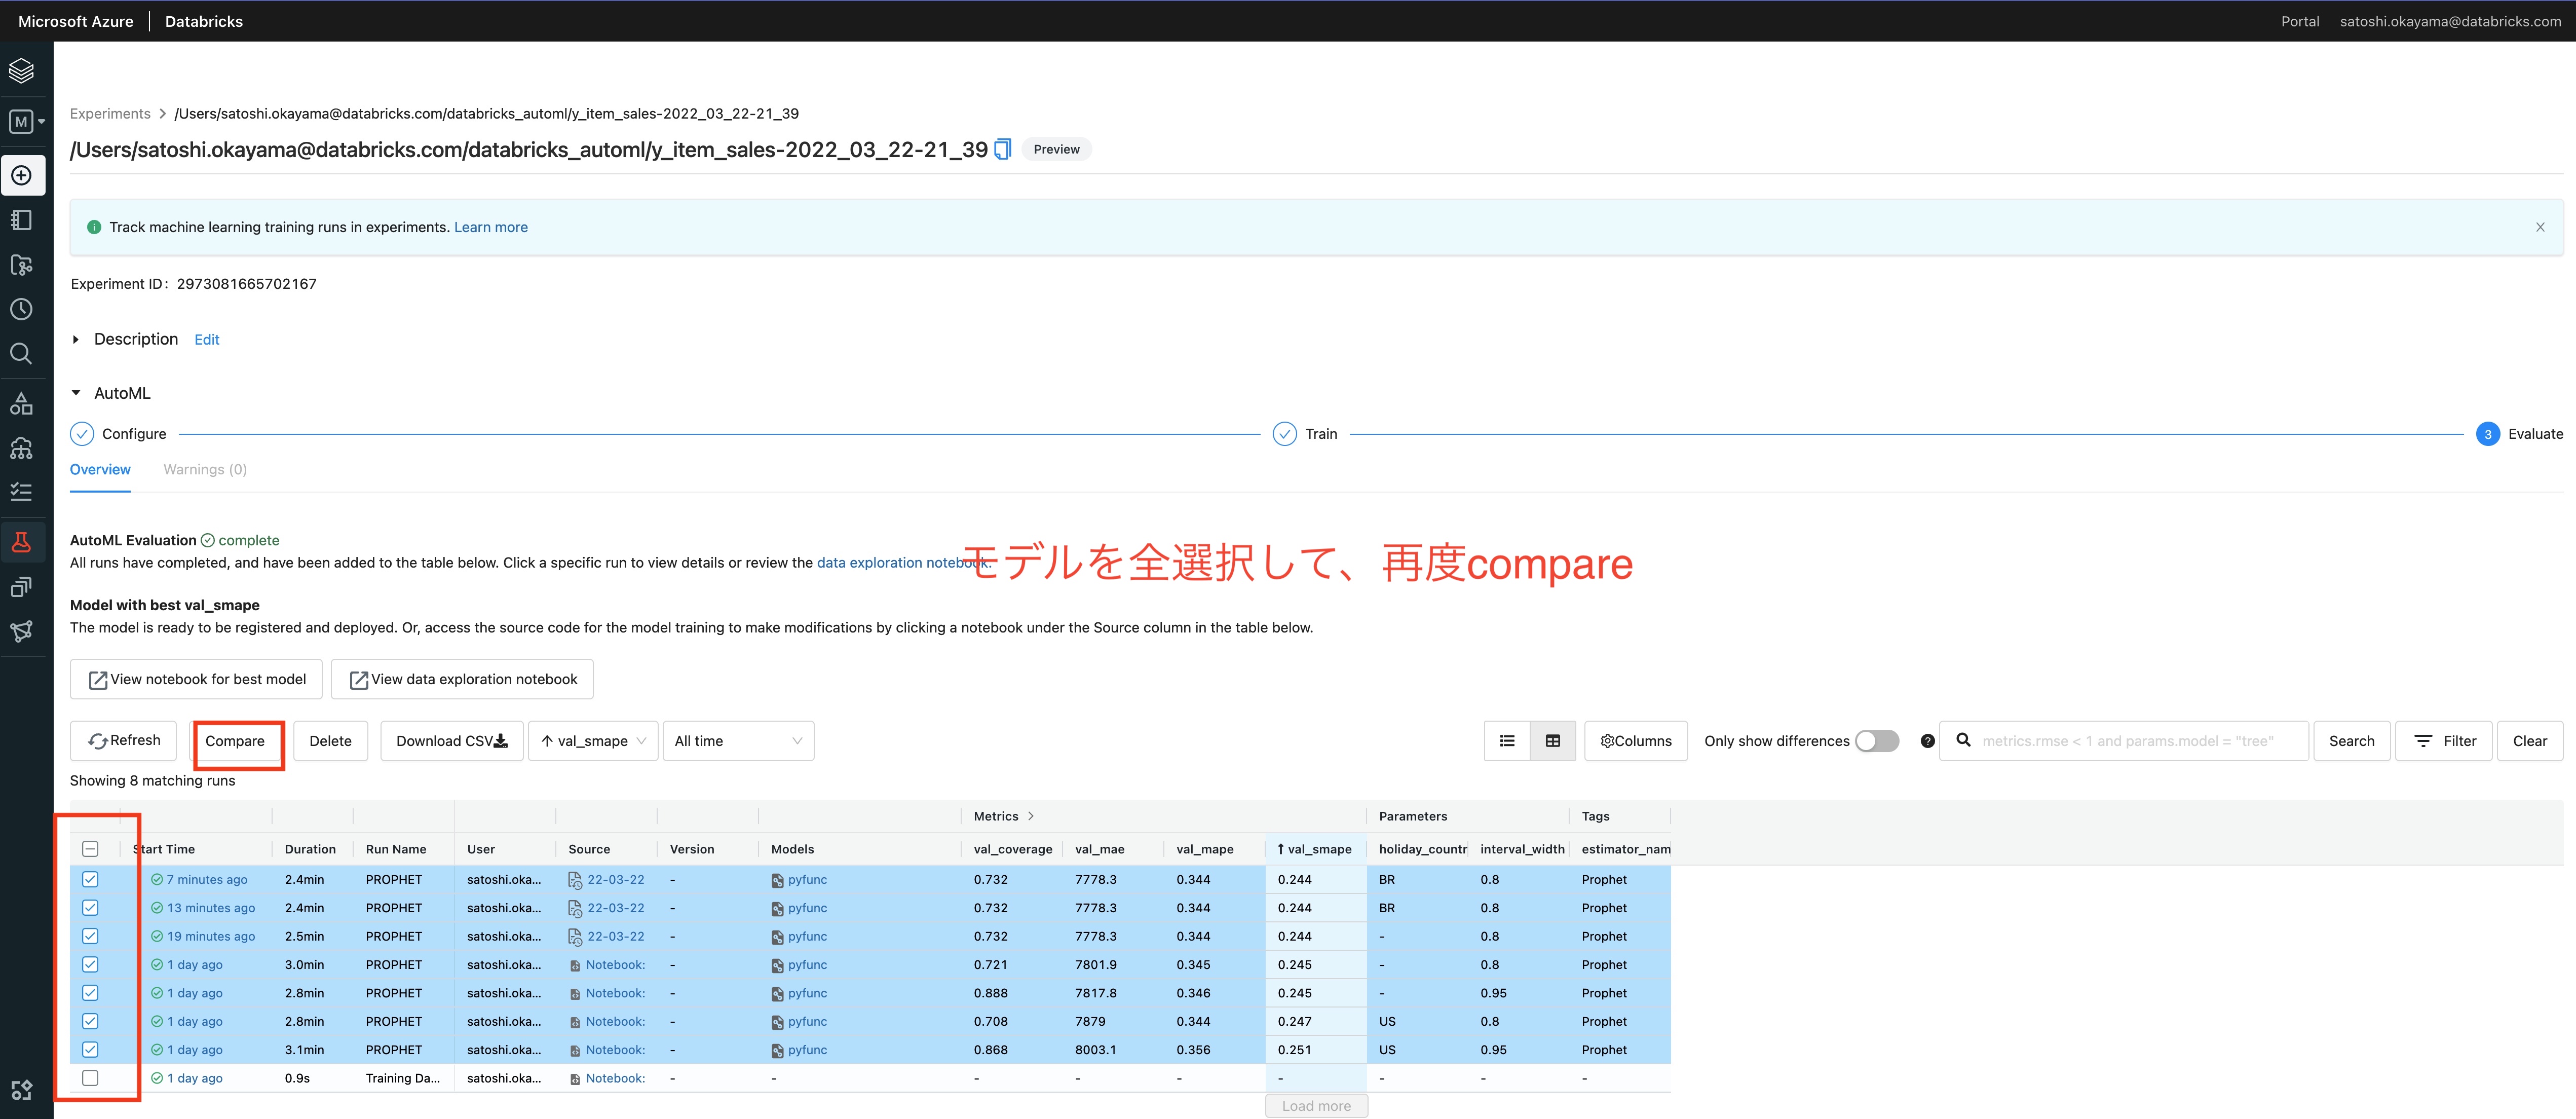 Microsoft Azure | Databricks Portal satoshi.okayama@databricks.com
M
Experiments > /Users/satoshi.okayama@databricks.com/databricks_automl/y_item_sales-2022_03_22-21_39
/Users/satoshi.okayama@databricks.com/databricks_automl/y_item_sales-2022_03_22-21_39 Preview
Track machine learning training runs in experiments. Learn more
Experiment ID: 2973081665702167
Description Edit
AutoML
Configure Train 3 Evaluate
Overview Warnings (0)
AutoML Evaluation complete
All runs have completed, and have been added to the table below. Click a specific run to view details or review the data exploration notebook.
モデルを全選択して、再度compare
Model with best val_smape
The model is ready to be registered and deployed. Or, access the source code for the model training to make modifications by clicking a notebook under the Source column in the table below.
View notebook for best model View data exploration notebook
Refresh Compare Delete Download CSV ↑ val_smape All time Columns Only show differences ? metrics.rmse < 1 and params.model = "tree" Search Filter Clear
Showing 8 matching runs
Metrics > Parameters Tags
Start Time Duration Run Name User Source Version Models val_coverage val_mae val_mape ↑ val_smape holiday_countr interval_width estimator_nam
7 minutes ago 2.4min PROPHET satoshi.oka... 22-03-22 - pyfunc 0.732 7778.3 0.344 0.244 BR 0.8 Prophet
13 minutes ago 2.4min PROPHET satoshi.oka... 22-03-22 - pyfunc 0.732 7778.3 0.344 0.244 BR 0.8 Prophet
19 minutes ago 2.5min PROPHET satoshi.oka... 22-03-22 - pyfunc 0.732 7778.3 0.344 0.244 - 0.8 Prophet
1 day ago 3.0min PROPHET satoshi.oka... Notebook: - pyfunc 0.721 7801.9 0.345 0.245 - 0.8 Prophet
1 day ago 2.8min PROPHET satoshi.oka... Notebook: - pyfunc 0.888 7817.8 0.346 0.245 - 0.95 Prophet
1 day ago 2.8min PROPHET satoshi.oka... Notebook: - pyfunc 0.708 7879 0.344 0.247 US 0.8 Prophet
1 day ago 3.1min PROPHET satoshi.oka... Notebook: - pyfunc 0.868 8003.1 0.356 0.251 US 0.95 Prophet
1 day ago 0.9s Training Da... satoshi.oka... Notebook: - - - - - - - - -
Load more